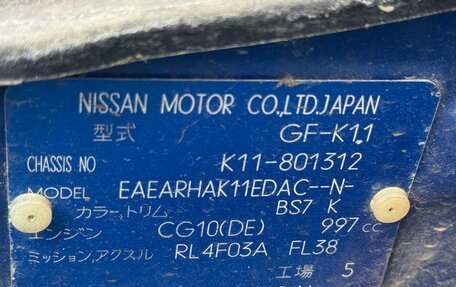 NISSAN MOTOR CO.,LTD.JAPAN
型式 GF-K11
CHASSIS NO K11-801312
MODEL EAEARHAK11EDAC--N-
カラー,トリム BS7 K
エンジン CG10(DE) 997 cc
ミッション,アクスル RL4F03A FL38
工場 5